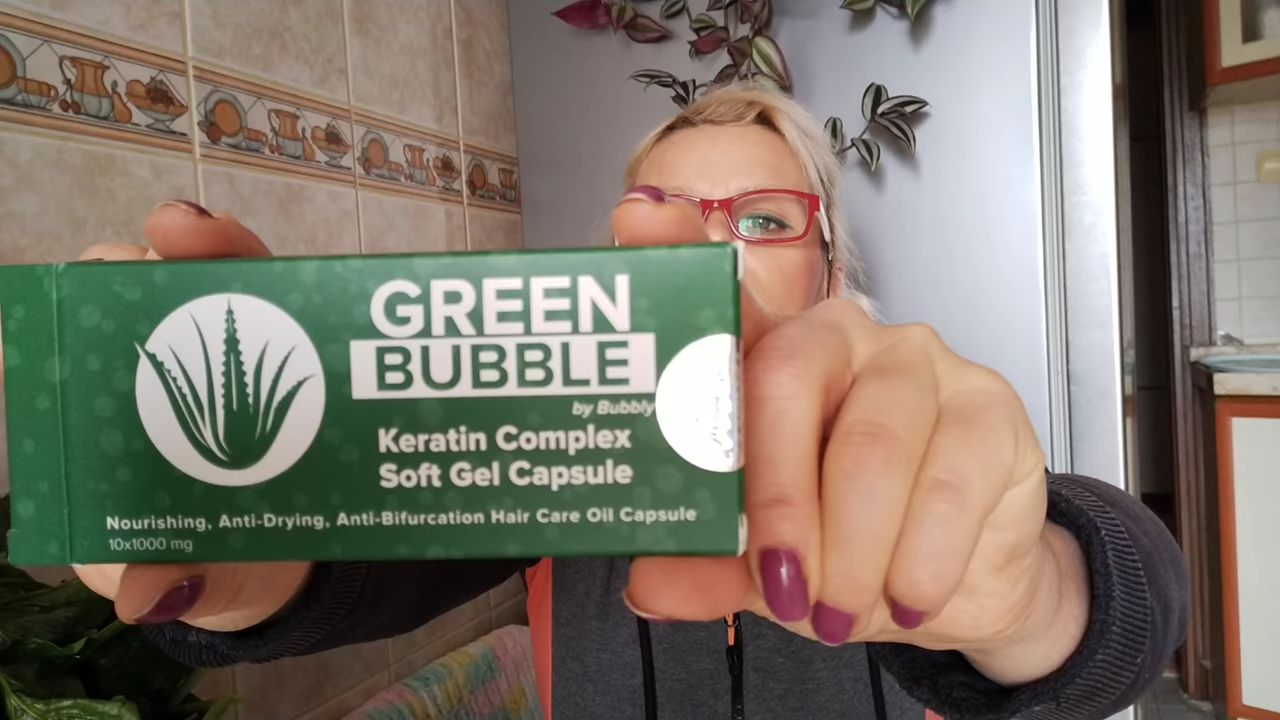 GREEN
BUBBLE
by Bubbly
Keratin Complex
Soft Gel Capsule
Nourishing, Anti-Drying, Anti-Bifurcation Hair Care Oil Capsule
10x1000 mg